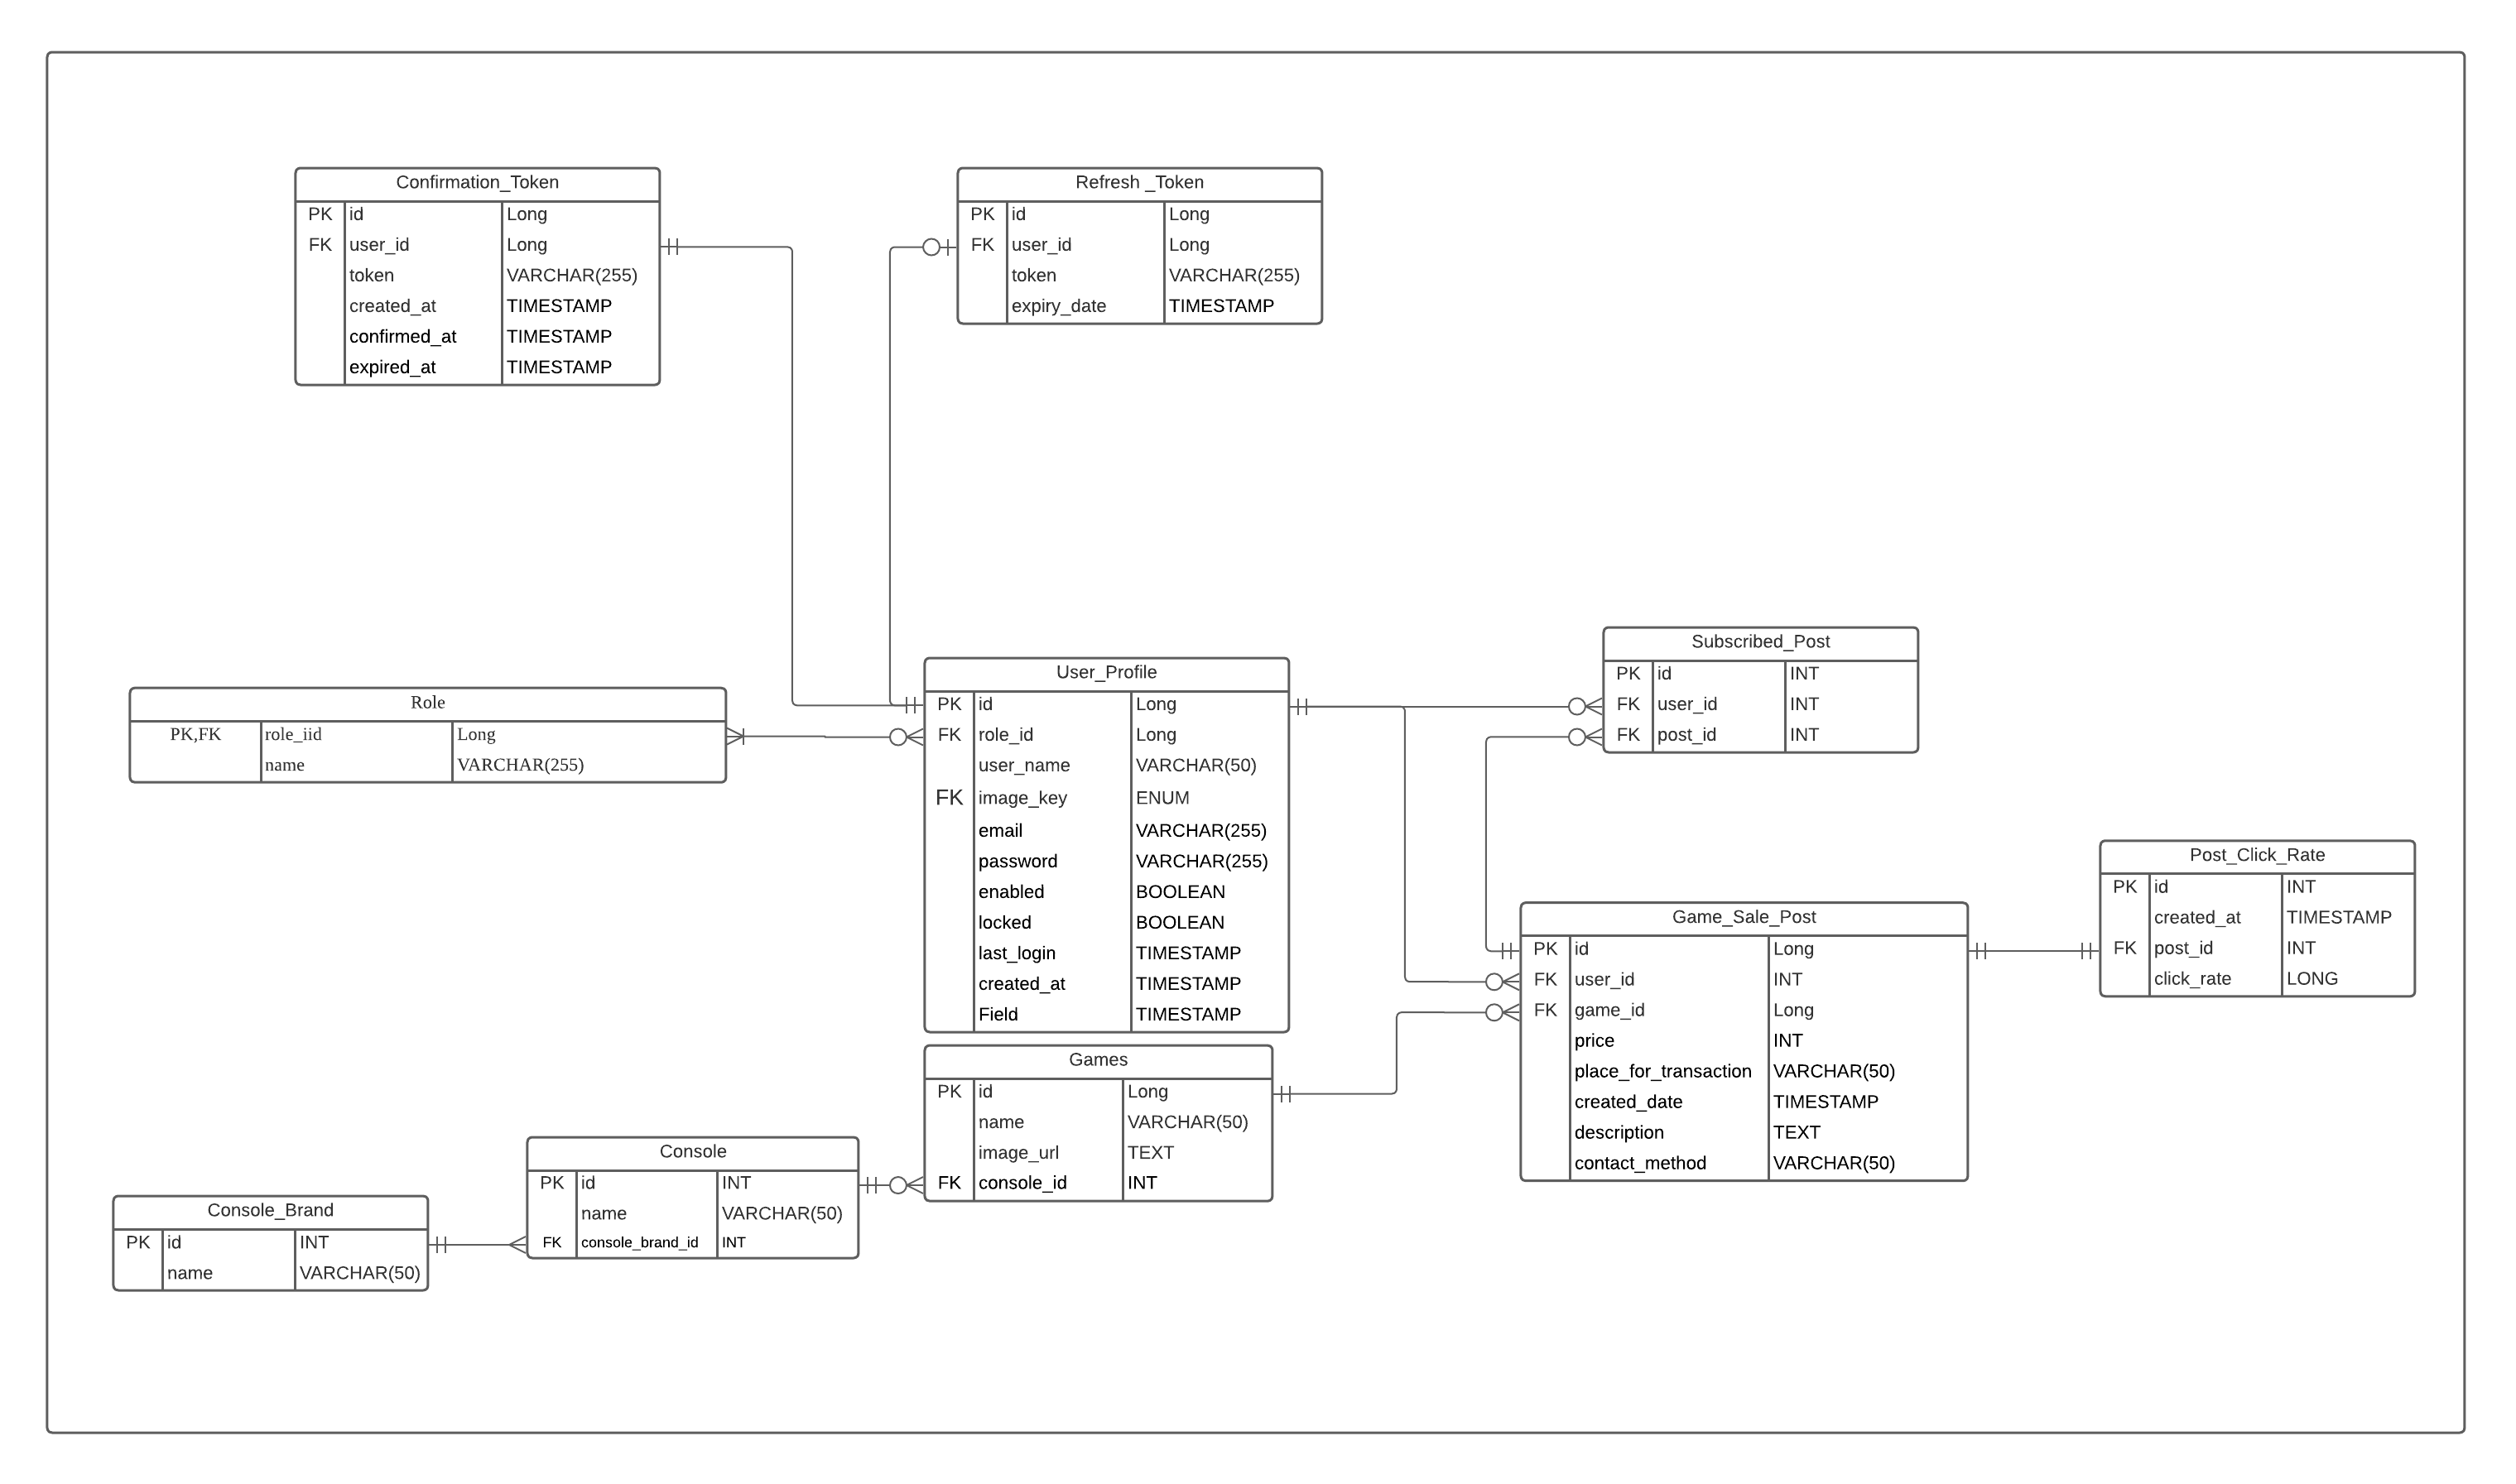 Confirmation_Token
PK id Long
FK user_id Long
token VARCHAR(255)
created_at TIMESTAMP
confirmed_at TIMESTAMP
expired_at TIMESTAMP
Refresh _Token
PK id Long
FK user_id Long
token VARCHAR(255)
expiry_date TIMESTAMP
Role
PK,FK role_iid Long
name VARCHAR(255)
User_Profile
PK id Long
FK role_id Long
user_name VARCHAR(50)
FK image_key ENUM
email VARCHAR(255)
password VARCHAR(255)
enabled BOOLEAN
locked BOOLEAN
last_login TIMESTAMP
created_at TIMESTAMP
Field TIMESTAMP
Subscribed_Post
PK id INT
FK user_id INT
FK post_id INT
Post_Click_Rate
PK id INT
created_at TIMESTAMP
FK post_id INT
click_rate LONG
Game_Sale_Post
PK id Long
FK user_id INT
FK game_id Long
price INT
place_for_transaction VARCHAR(50)
created_date TIMESTAMP
description TEXT
contact_method VARCHAR(50)
Games
PK id Long
name VARCHAR(50)
image_url TEXT
FK console_id INT
Console
PK id INT
name VARCHAR(50)
FK console_brand_id INT
Console_Brand
PK id INT
name VARCHAR(50)